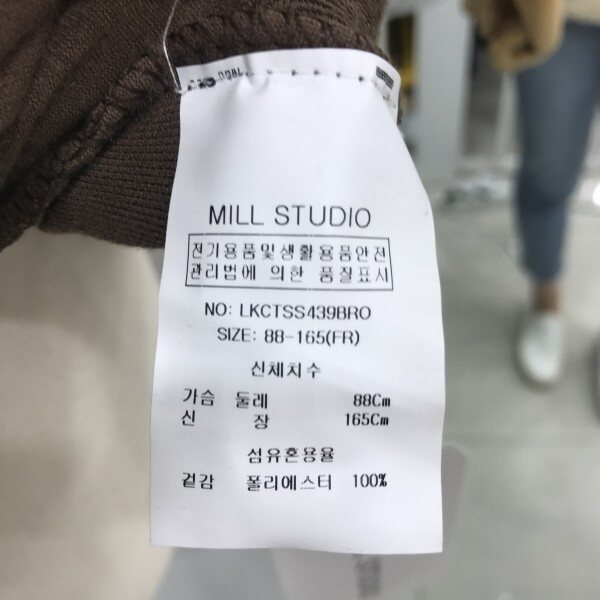 MILL STUDIO
전기용품및생활용품안전
관리법에 의한 품질표시
NO: LKCTSS439BRO
SIZE: 88-165(FR)
신체치수
가슴 둘레 88Cm
신 장 165Cm
섬유혼용율
겉감 폴리에스터 100%